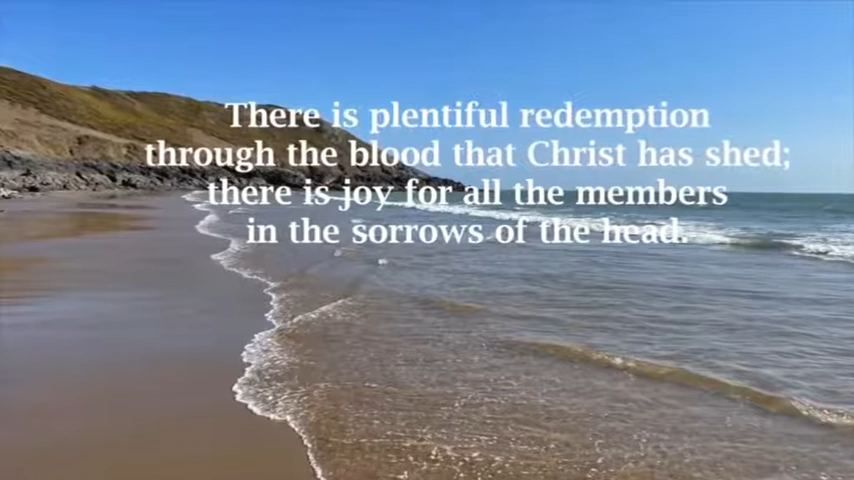 There is plentiful redemption
through the blood that Christ has shed;
there is joy for all the members
in the sorrows of the head.